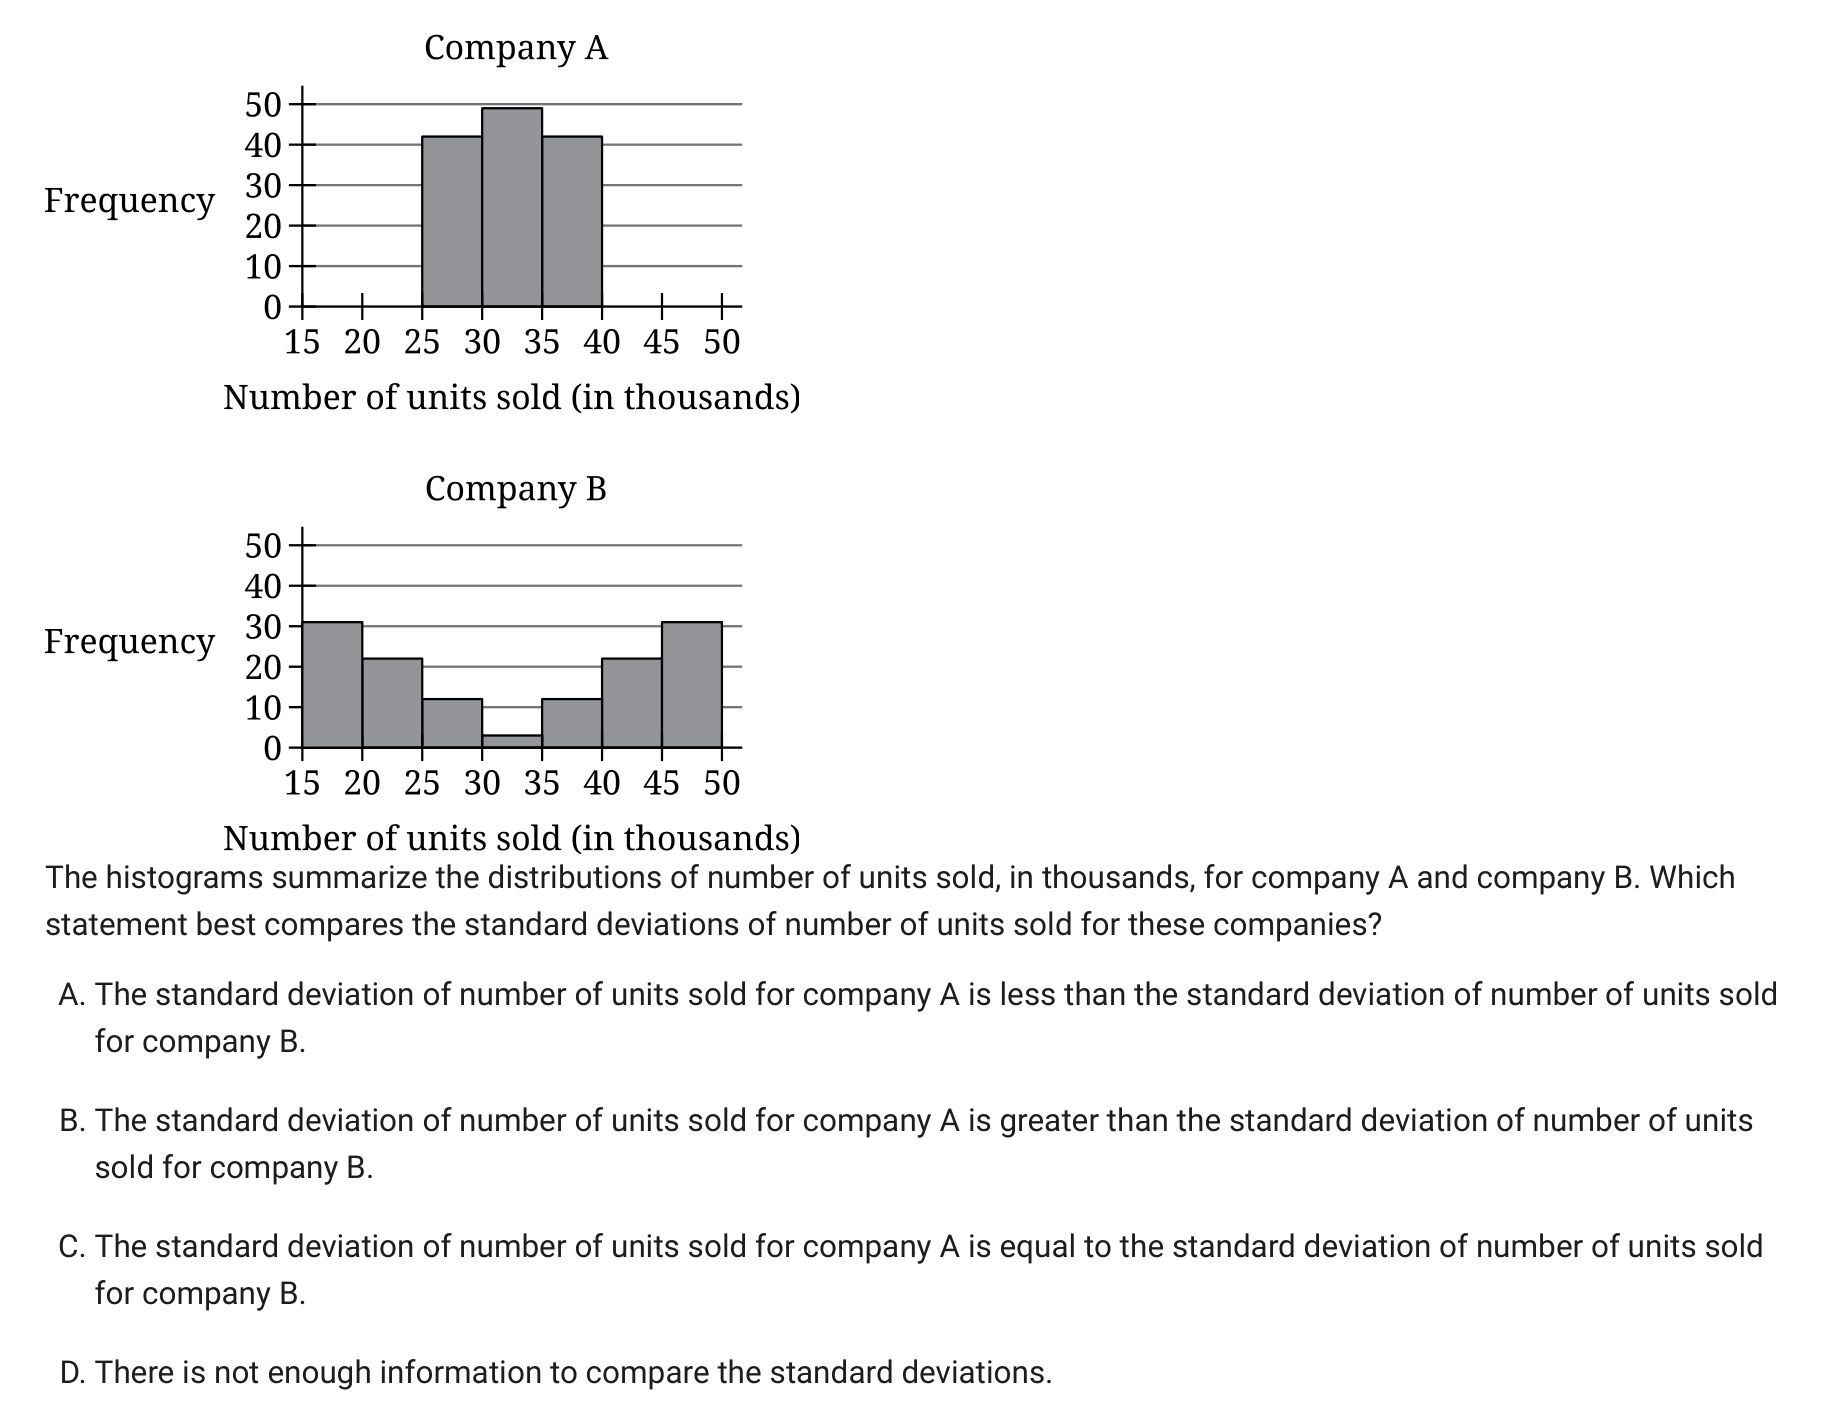 Company A
50
40
30
20
10
0
Frequency
15 20 25 30 35 40 45 50
Number of units sold (in thousands)
Company B
50
40
30
20
10
0
Frequency
15 20 25 30 35 40 45 50
Number of units sold (in thousands)
The histograms summarize the distributions of number of units sold, in thousands, for company A and company B. Which
statement best compares the standard deviations of number of units sold for these companies?
A. The standard deviation of number of units sold for company A is less than the standard deviation of number of units sold
for company B.
B. The standard deviation of number of units sold for company A is greater than the standard deviation of number of units
sold for company B.
C. The standard deviation of number of units sold for company A is equal to the standard deviation of number of units sold
for company B.
D. There is not enough information to compare the standard deviations.